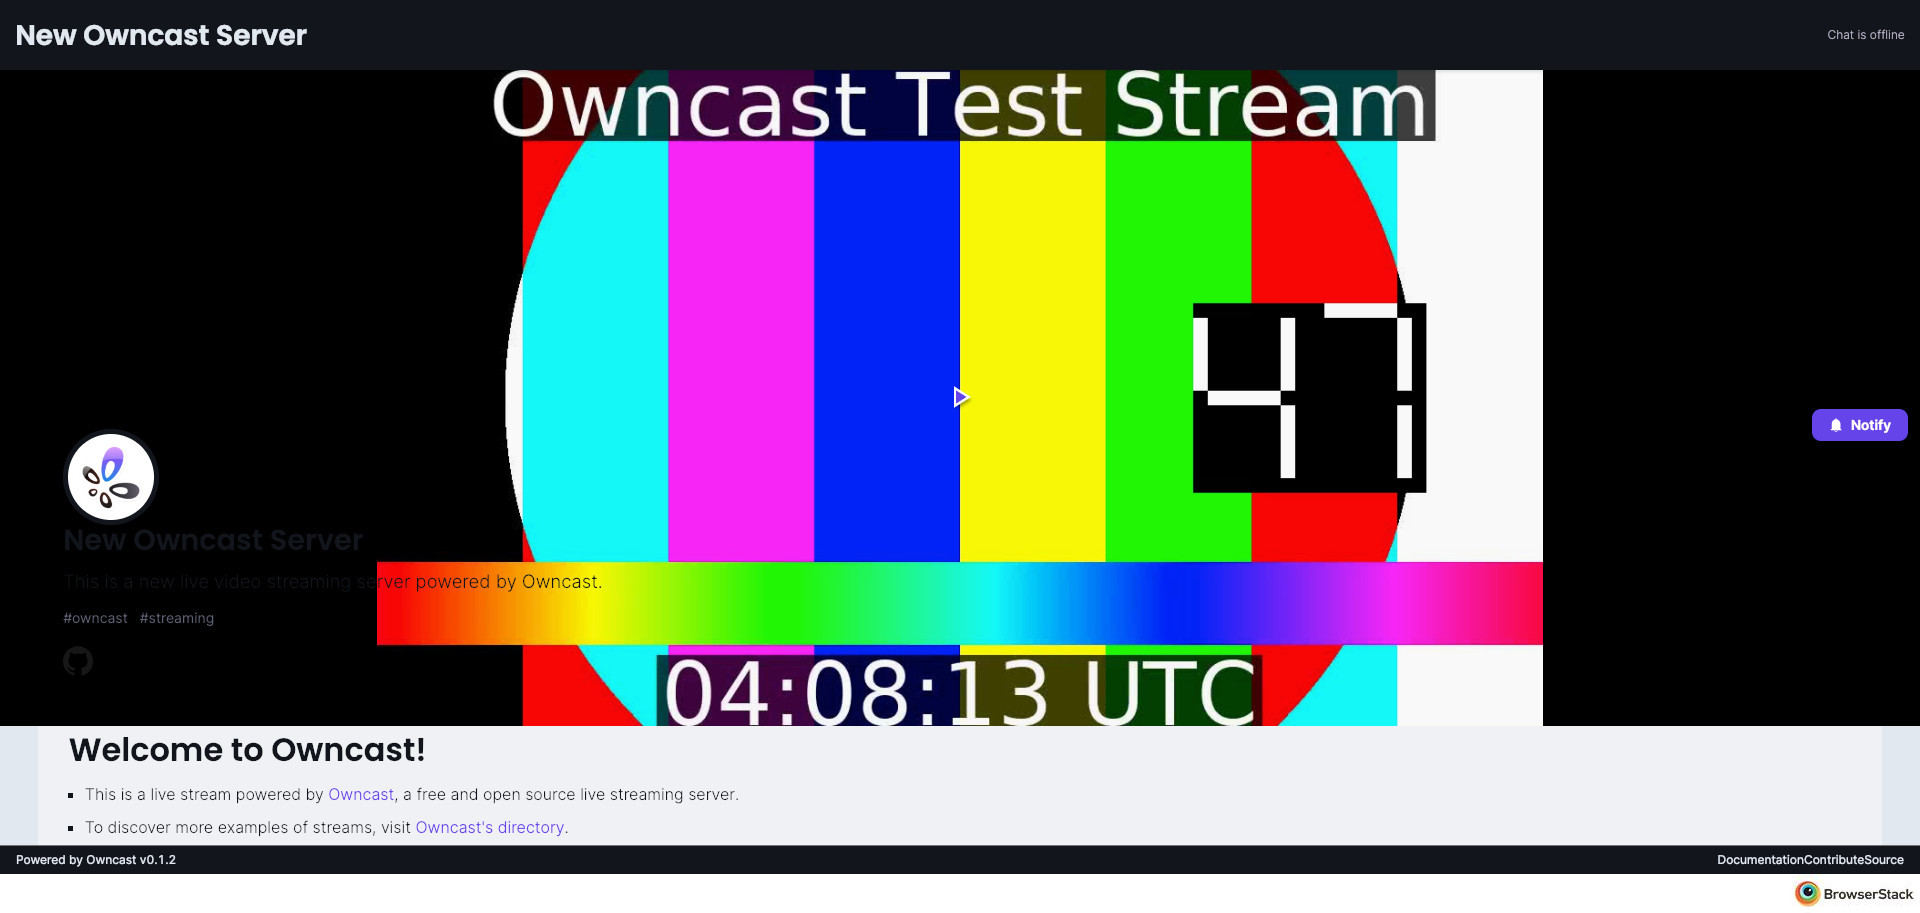 New Owncast Server
Chat is offline
Owncast Test Stream
47
Notify
New Owncast Server
This is a new live video streaming server powered by Owncast.
#owncast #streaming
04:08:13 UTC
Welcome to Owncast!
This is a live stream powered by Owncast, a free and open source live streaming server.
To discover more examples of streams, visit Owncast's directory.
Powered by Owncast v0.1.2
DocumentationContributeSource
BrowserStack